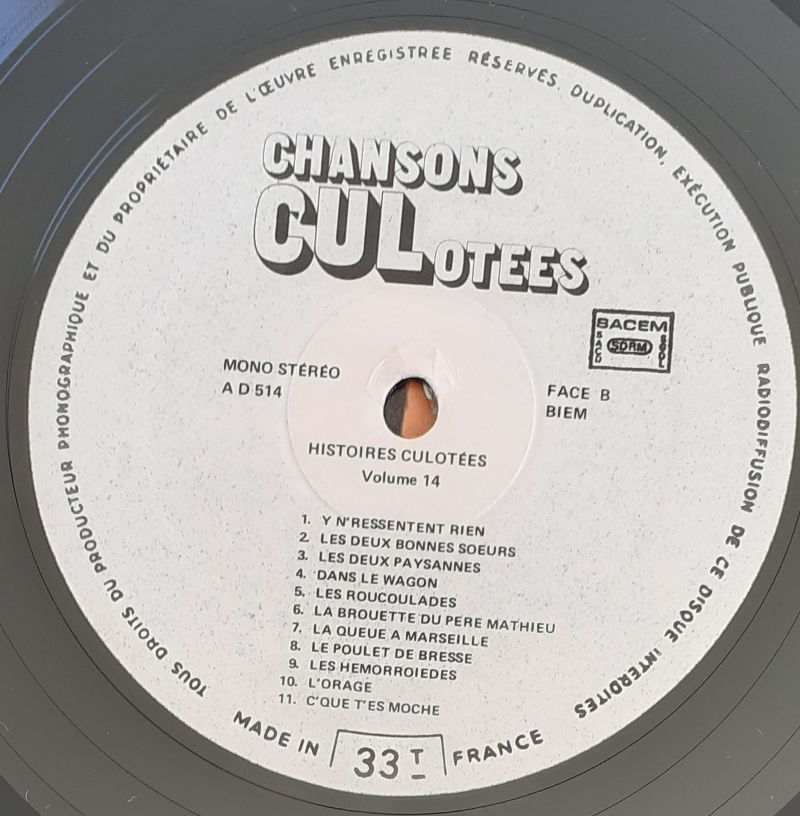 TOUS DROITS DU PRODUCTEUR PHONOGRAPHIQUE ET DU PROPRIÉTAIRE DE L'ŒUVRE ENREGISTREE RÉSERVÉS. DUPLICATION, EXÉCUTION PUBLIQUE RADIODIFFUSION DE CE DISQUE INTERDITES
CHANSONS
CULOTEES
BACEM
SACD
SDRM
SGDL
MONO STÉRÉO
A D 514
FACE B
BIEM
HISTOIRES CULOTÉES
Volume 14
1. Y N'RESSENTENT RIEN
2. LES DEUX BONNES SOEURS
3. LES DEUX PAYSANNES
4. DANS LE WAGON
5. LES ROUCOULADES
6. LA BROUETTE DU PERE MATHIEU
7. LA QUEUE A MARSEILLE
8. LE POULET DE BRESSE
9. LES HEMORROIEDES
10. L'ORAGE
11. C'QUE T'ES MOCHE
MADE IN FRANCE
33 T